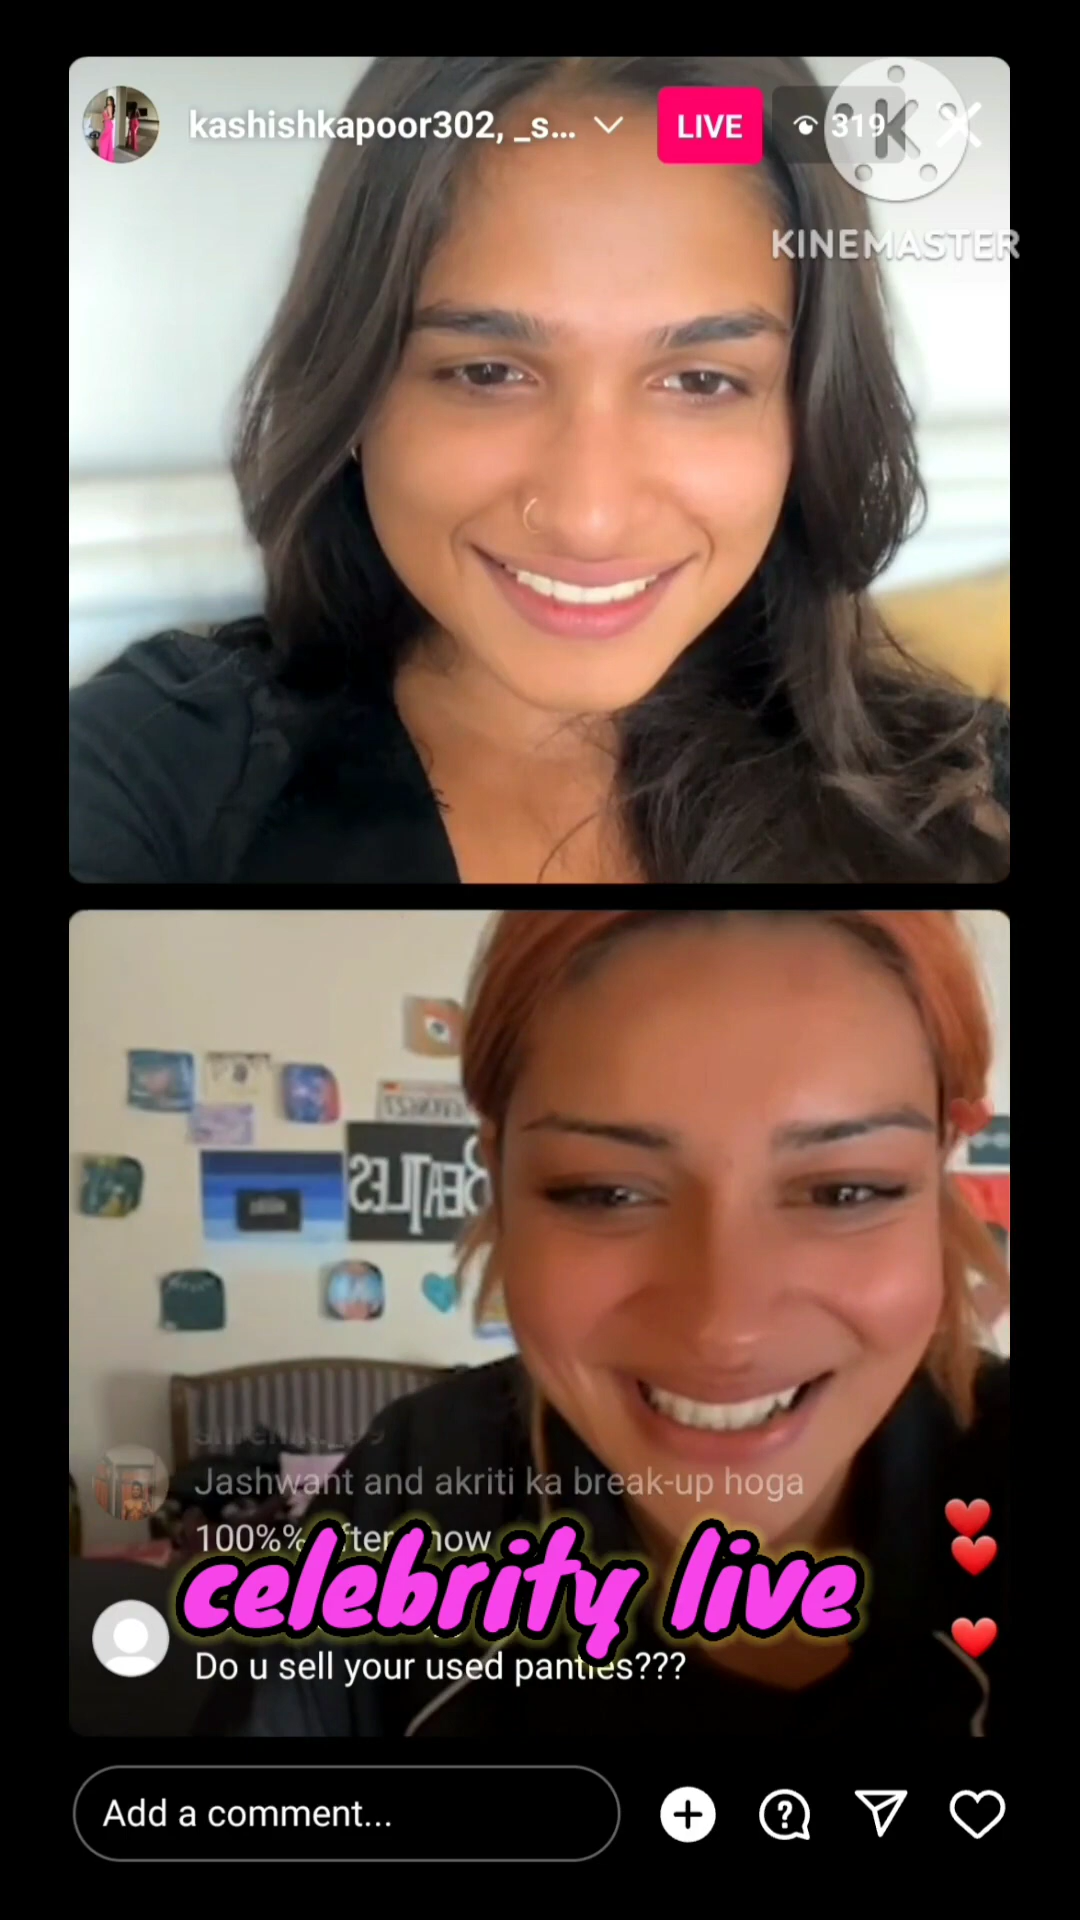 kashishkapoor302, _s...
LIVE
319
KINEMASTER
BEATLES
Jashwant and akriti ka break-up hoga
100%%
celebrity live
Do u sell your used panties???
Add a comment...